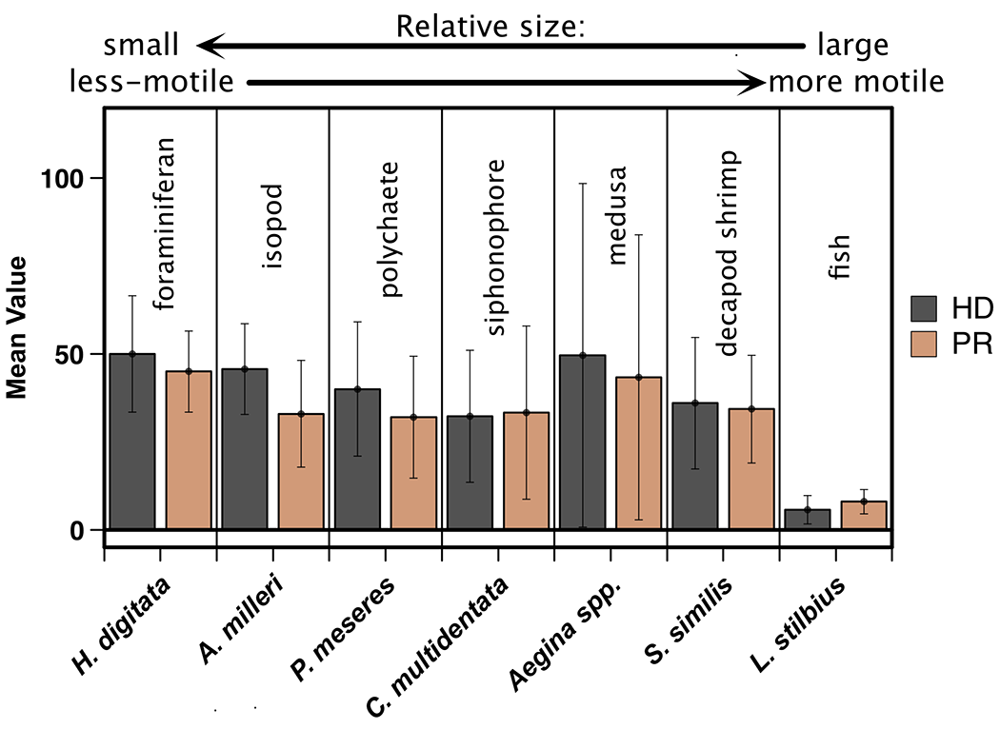 Relative size:
small
large
less-motile
more motile
Mean Value
100
50
0
foraminiferan
isopod
polychaete
siphonophore
medusa
decapod shrimp
fish
HD
PR
H. digitata
A. milleri
P. meseres
C. multidentata
Aegina spp.
S. similis
L. stilbius